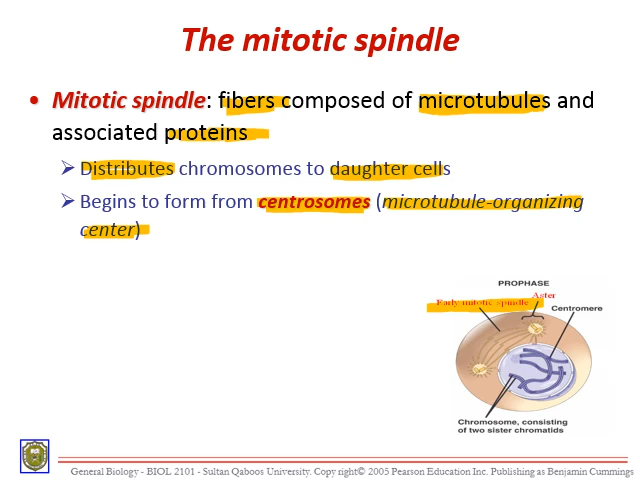 The mitotic spindle
• Mitotic spindle: fibers composed of microtubules and
associated proteins
➢ Distributes chromosomes to daughter cells
➢ Begins to form from centrosomes (microtubule-organizing
center)
PROPHASE
Aster
Early mitotic spindle
Centromere
Chromosome, consisting
of two sister chromatids
General Biology - BIOL 2101 - Sultan Qaboos University. Copy right© 2005 Pearson Education Inc. Publishing as Benjamin Cummings